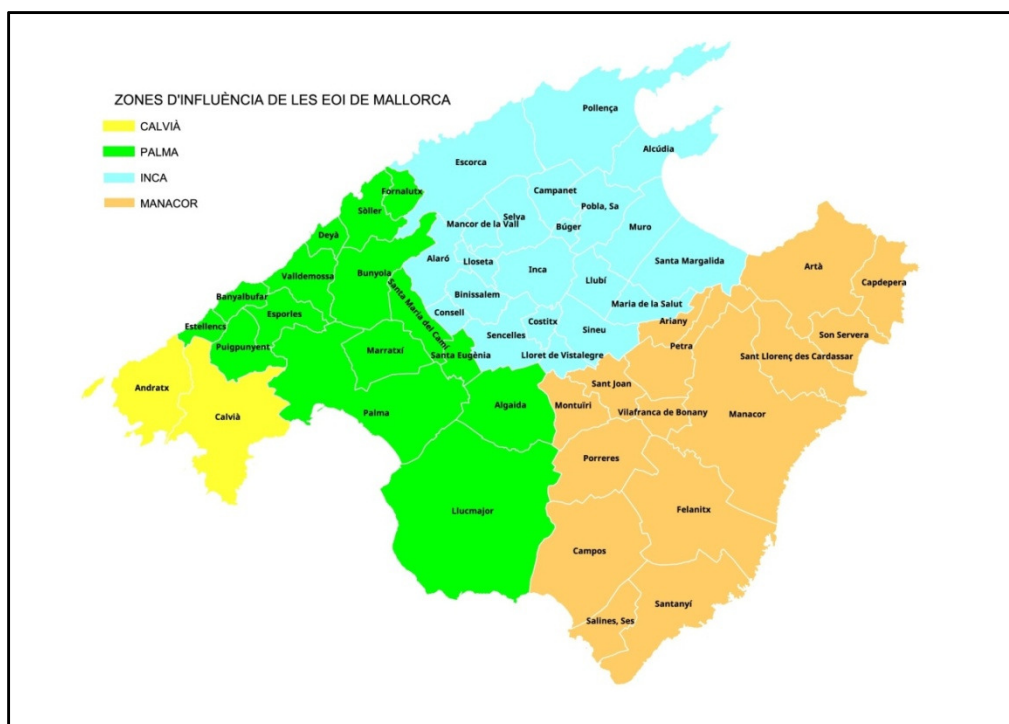 ZONES D'INFLUÈNCIA DE LES EOI DE MALLORCA
CALVIÀ
PALMA
INCA
MANACOR
Pollença
Alcúdia
Escorca
Campanet
Fornalutx
Pobla, Sa
Sòller
Selva
Mancor de la Vall
Búger
Muro
Deyà
Alaró
Lloseta
Santa Margalida
Artà
Inca
Bunyola
Valldemossa
Llubí
Capdepera
Binissalem
Banyalbufar
Maria de la Salut
Santa Maria del Camí
Esporles
Consell
Costitx
Ariany
Estellencs
Sineu
Son Servera
Sencelles
Petra
Puigpunyent
Marratxí
Santa Eugènia
Lloret de Vistalegre
Sant Llorenç des Cardassar
Andratx
Sant Joan
Algaida
Montuïri
Palma
Vilafranca de Bonany
Manacor
Calvià
Porreres
Llucmajor
Felanitx
Campos
Santanyí
Salines, Ses